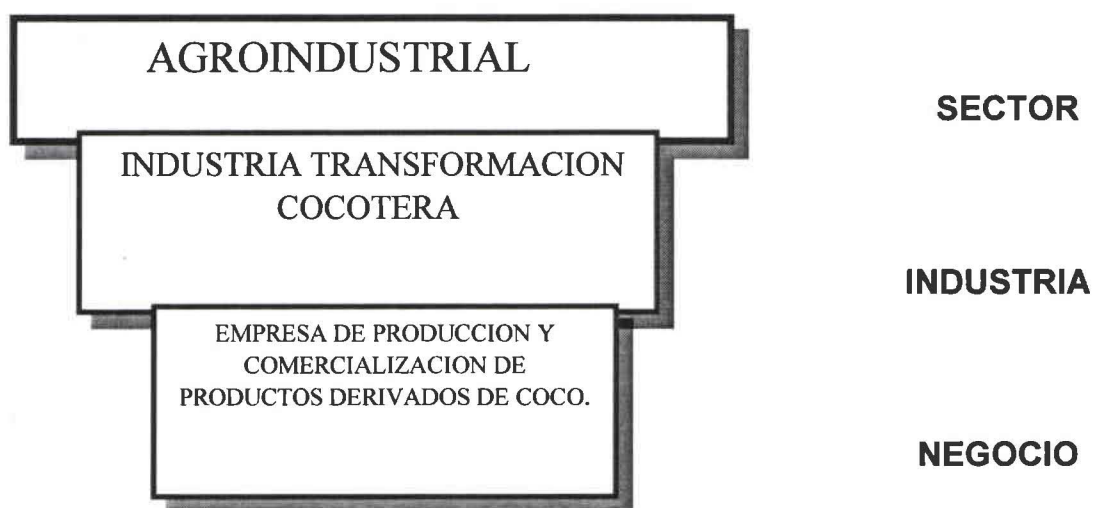 AGROINDUSTRIAL
SECTOR
INDUSTRIA TRANSFORMACION
COCOTERA
INDUSTRIA
EMPRESA DE PRODUCCION Y
COMERCIALIZACION DE
PRODUCTOS DERIVADOS DE COCO.
NEGOCIO